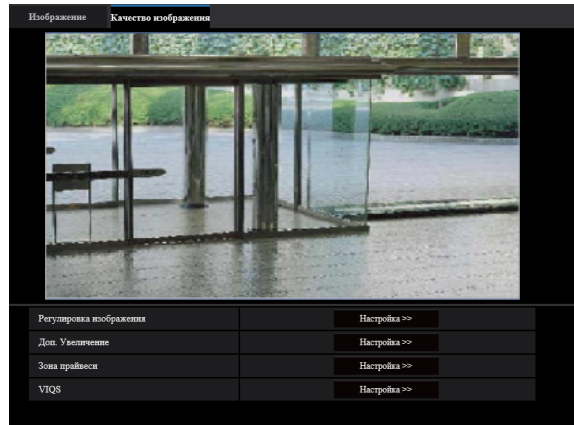 Изображение
Качество изображения
Регулировка изображения
Настройка >>
Доп. Увеличение
Настройка >>
Зона прайвеси
Настройка >>
VIQS
Настройка >>